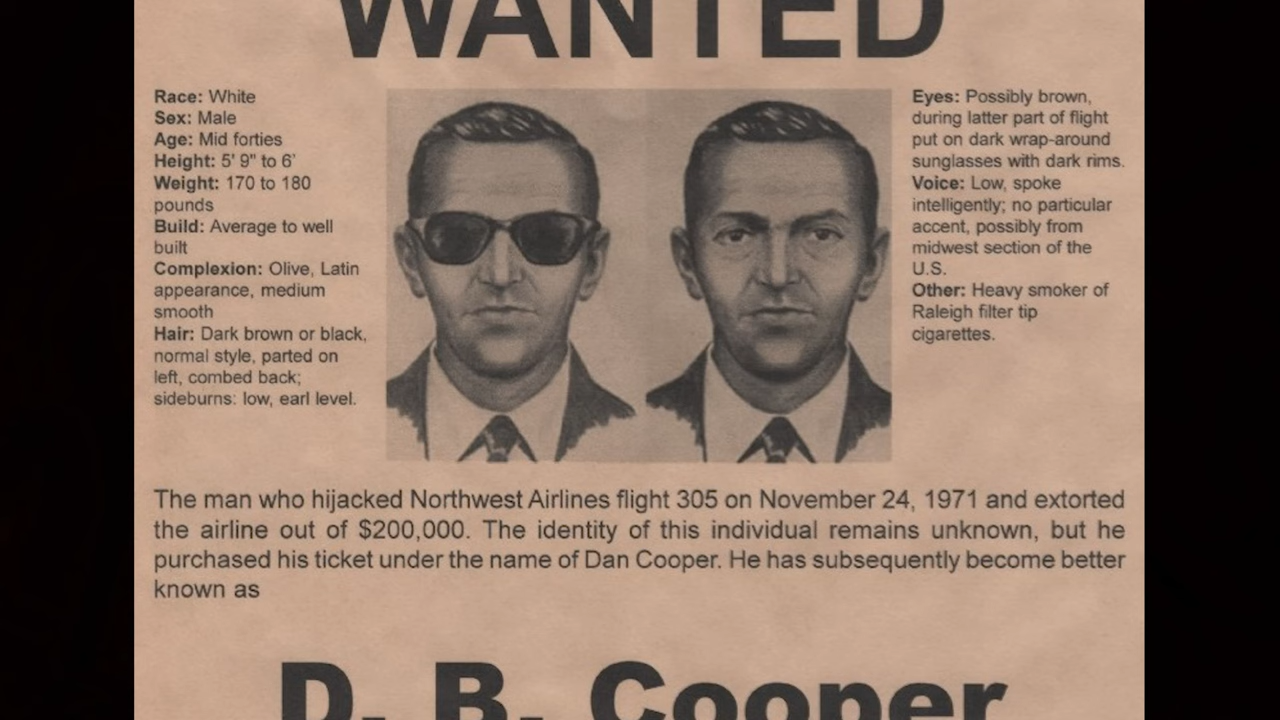 WANTED
Race: White
Sex: Male
Age: Mid forties
Height: 5' 9" to 6'
Weight: 170 to 180
pounds
Build: Average to well
built
Complexion: Olive, Latin
appearance, medium
smooth
Hair: Dark brown or black,
normal style, parted on
left, combed back;
sideburns: low, earl level.
Eyes: Possibly brown,
during latter part of flight
put on dark wrap-around
sunglasses with dark rims.
Voice: Low, spoke
intelligently; no particular
accent, possibly from
midwest section of the
U.S.
Other: Heavy smoker of
Raleigh filter tip
cigarettes.
The man who hijacked Northwest Airlines flight 305 on November 24, 1971 and extorted
the airline out of $200,000. The identity of this individual remains unknown, but he
purchased his ticket under the name of Dan Cooper. He has subsequently become better
known as
D. B. Cooper